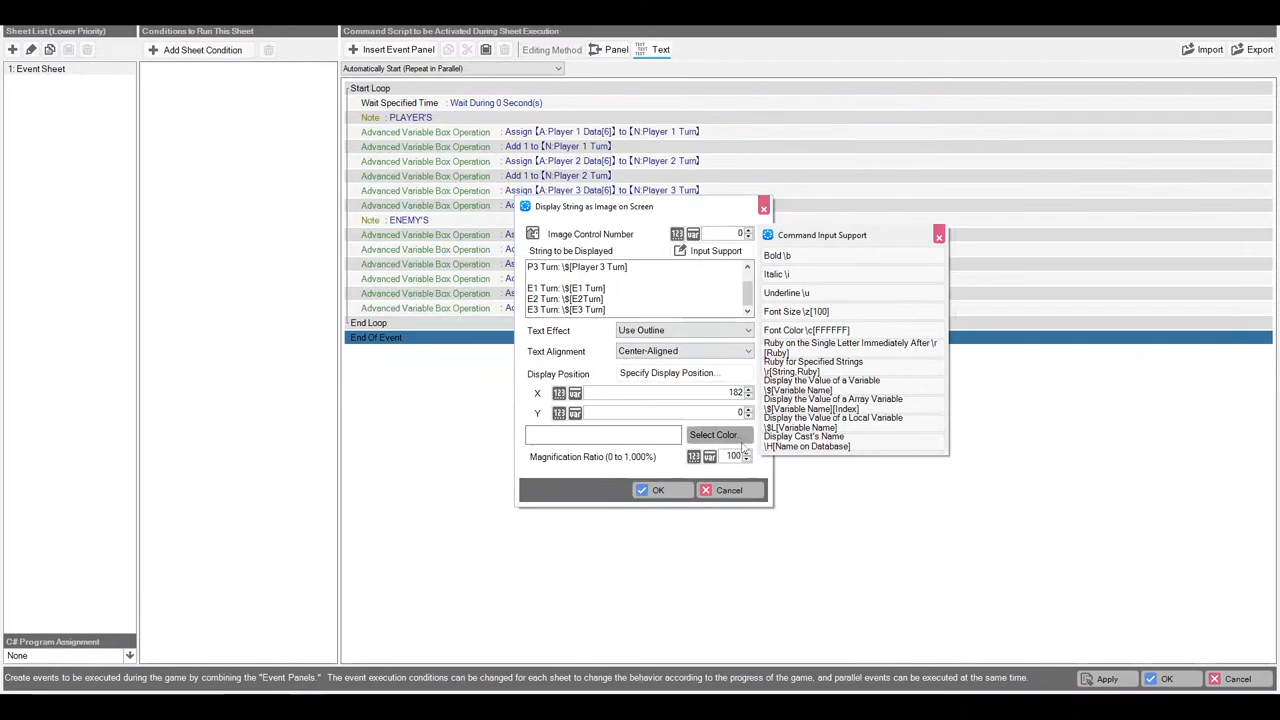 Sheet List (Lower Priority)
Conditions to Run This Sheet
Command Script to be Activated During Sheet Execution
Add Sheet Condition
Insert Event Panel
Editing Method
Panel
Text
Import
Export
1: Event Sheet
Automatically Start (Repeat in Parallel)
Start Loop
Wait Specified Time : Wait During 0 Second(s)
Note : PLAYER'S
Advanced Variable Box Operation : Assign【A:Player 1 Data[6]】to【N:Player 1 Turn】
Advanced Variable Box Operation : Add 1 to【N:Player 1 Turn】
Advanced Variable Box Operation : Assign【A:Player 2 Data[6]】to【N:Player 2 Turn】
Advanced Variable Box Operation : Add 1 to【N:Player 2 Turn】
Advanced Variable Box Operation : Assign【A:Player 3 Data[6]】to【N:Player 3 Turn】
Advanced Variable Box Operation
Note : ENEMY'S
Advanced Variable Box Operation : As
Advanced Variable Box Operation
Advanced Variable Box Operation : As
Advanced Variable Box Operation
Advanced Variable Box Operation : As
Advanced Variable Box Operation
End Loop
End Of Event
Display String as Image on Screen
Image Control Number
123
var
0
String to be Displayed
Input Support
P3 Turn: \$[Player 3 Turn]
E1 Turn: \$[E1 Turn]
E2 Turn: \$[E2Turn]
E3 Turn: \$[E3 Turn]
Text Effect
Use Outline
Text Alignment
Center-Aligned
Display Position
Specify Display Position...
X
123
var
182
Y
123
var
0
Select Color...
Magnification Ratio (0 to 1,000%)
123
var
100
OK
Cancel
Command Input Support
Bold \b
Italic \i
Underline \u
Font Size \z[100]
Font Color \c[FFFFFF]
Ruby on the Single Letter Immediately After \r
[Ruby]
Ruby for Specified Strings
\r[String,Ruby]
Display the Value of a Variable
\$[Variable Name]
Display the Value of a Array Variable
\$[Variable Name][Index]
Display the Value of a Local Variable
\$L[Variable Name]
Display Cast's Name
\H[Name on Database]
C# Program Assignment
None
Create events to be executed during the game by combining the "Event Panels." The event execution conditions can be changed for each sheet to change the behavior according to the progress of the game, and parallel events can be executed at the same time.
Apply
OK
Cancel